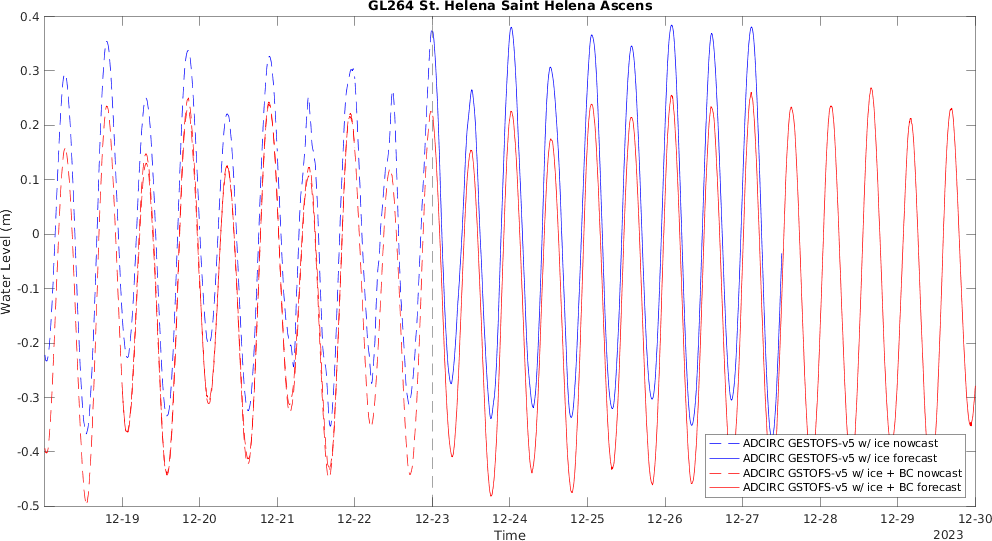 GL264 St. Helena Saint Helena Ascens
0.4
0.3
0.2
0.1
0
-0.1
-0.2
-0.3
-0.4
-0.5
Water Level (m)
ADCIRC GESTOFS-v5 w/ ice nowcast
ADCIRC GESTOFS-v5 w/ ice forecast
ADCIRC GSTOFS-v5 w/ ice + BC nowcast
ADCIRC GSTOFS-v5 w/ ice + BC forecast
12-19 12-20 12-21 12-22 12-23 12-24 12-25 12-26 12-27 12-28 12-29 12-30
Time
2023